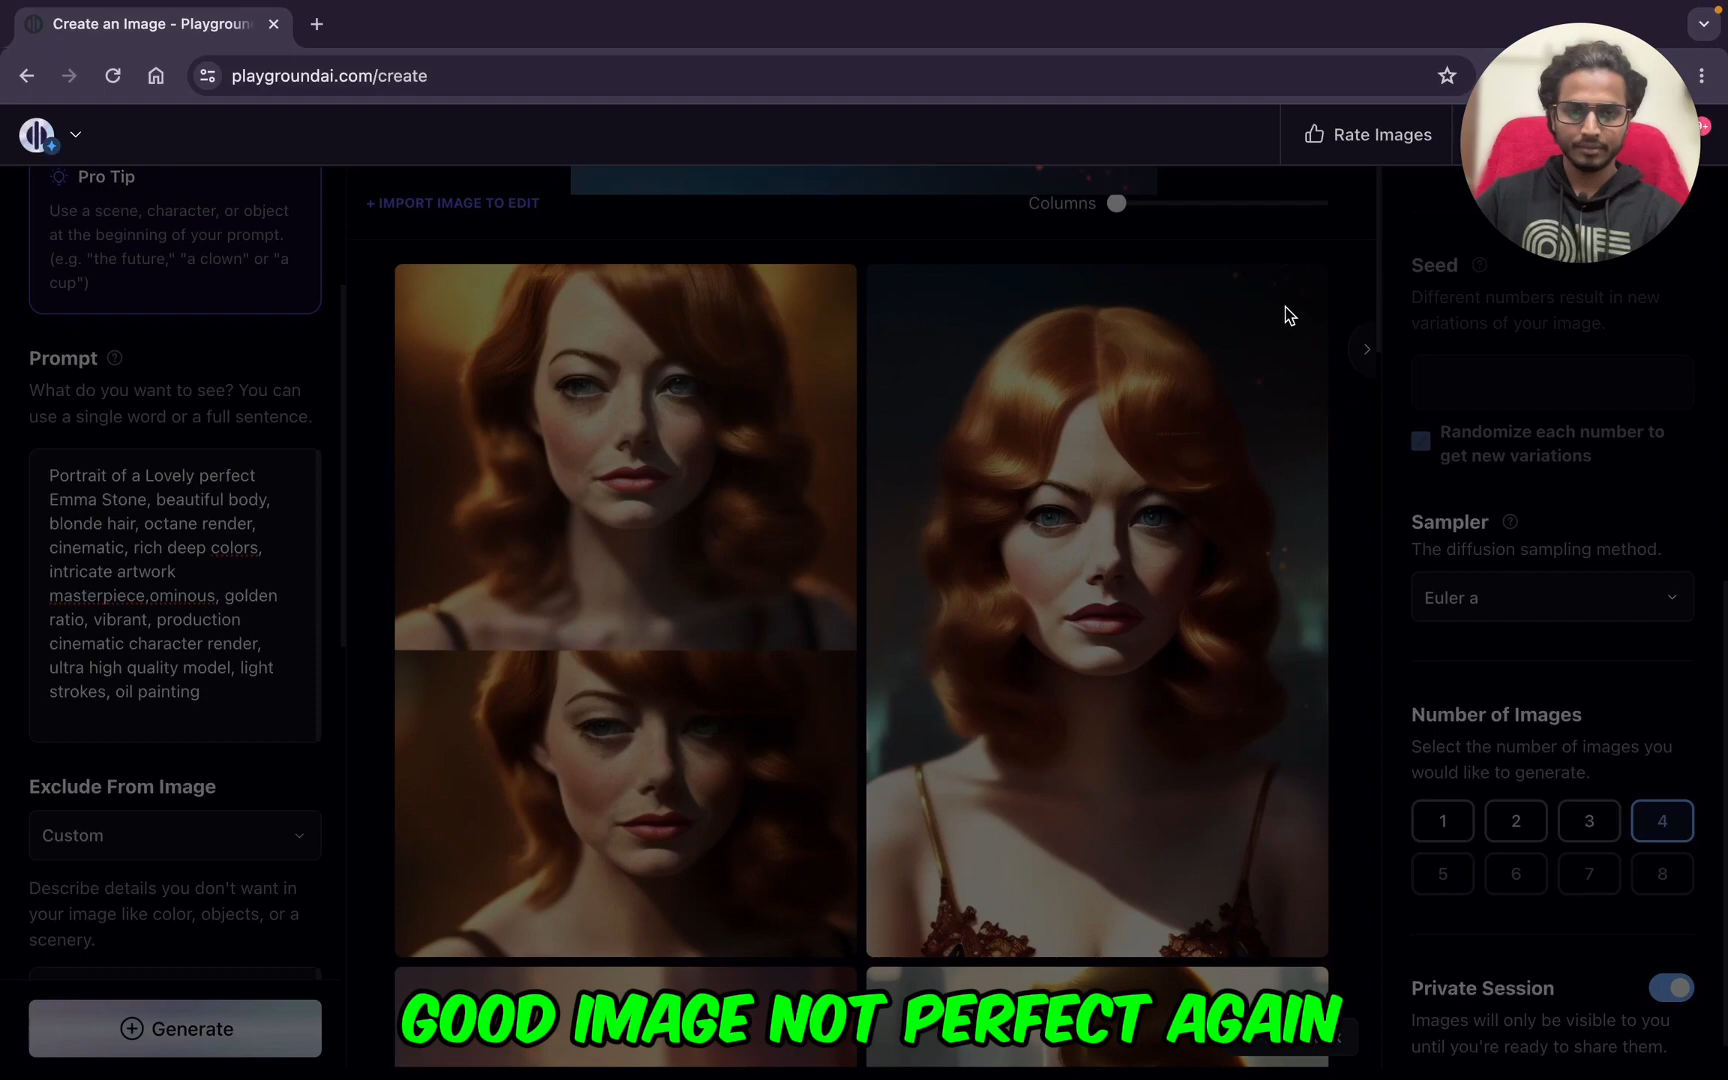 Create an Image - Playgroun
playgroundai.com/create
Rate Images
9+
Pro Tip
Use a scene, character, or object
at the beginning of your prompt.
(e.g. "the future," "a clown" or "a
cup")
Prompt
What do you want to see? You can
use a single word or a full sentence.
Portrait of a Lovely perfect
Emma Stone, beautiful body,
blonde hair, octane render,
cinematic, rich deep colors,
intricate artwork
masterpiece,ominous, golden
ratio, vibrant, production
cinematic character render,
ultra high quality model, light
strokes, oil painting
Exclude From Image
Custom
Describe details you don't want in
your image like color, objects, or a
scenery.
Generate
+ IMPORT IMAGE TO EDIT
Columns
GOOD IMAGE NOT PERFECT AGAIN
Seed
Different numbers result in new
variations of your image.
Randomize each number to
get new variations
Sampler
The diffusion sampling method.
Euler a
Number of Images
Select the number of images you
would like to generate.
1 2 3 4
5 6 7 8
Private Session
Images will only be visible to you
until you're ready to share them.